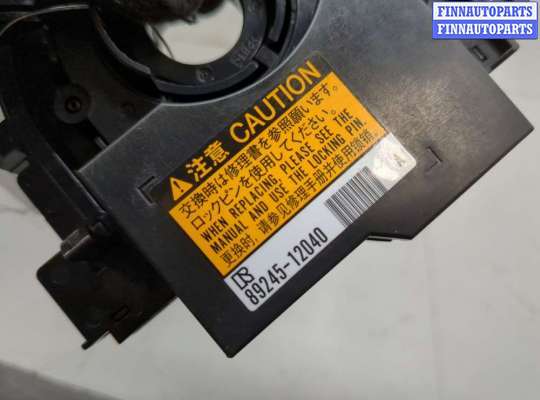 FINNAUTOPARTS
FINNAUTOPARTS
注意 CAUTION
交換時は修理書を参照願います。
ロックピンを使用してください。
WHEN REPLACING, PLEASE SEE THE
MANUAL AND USE THE LOCKING PIN.
更换时, 请参见修理手册并使用锁销。
A
89245-12040